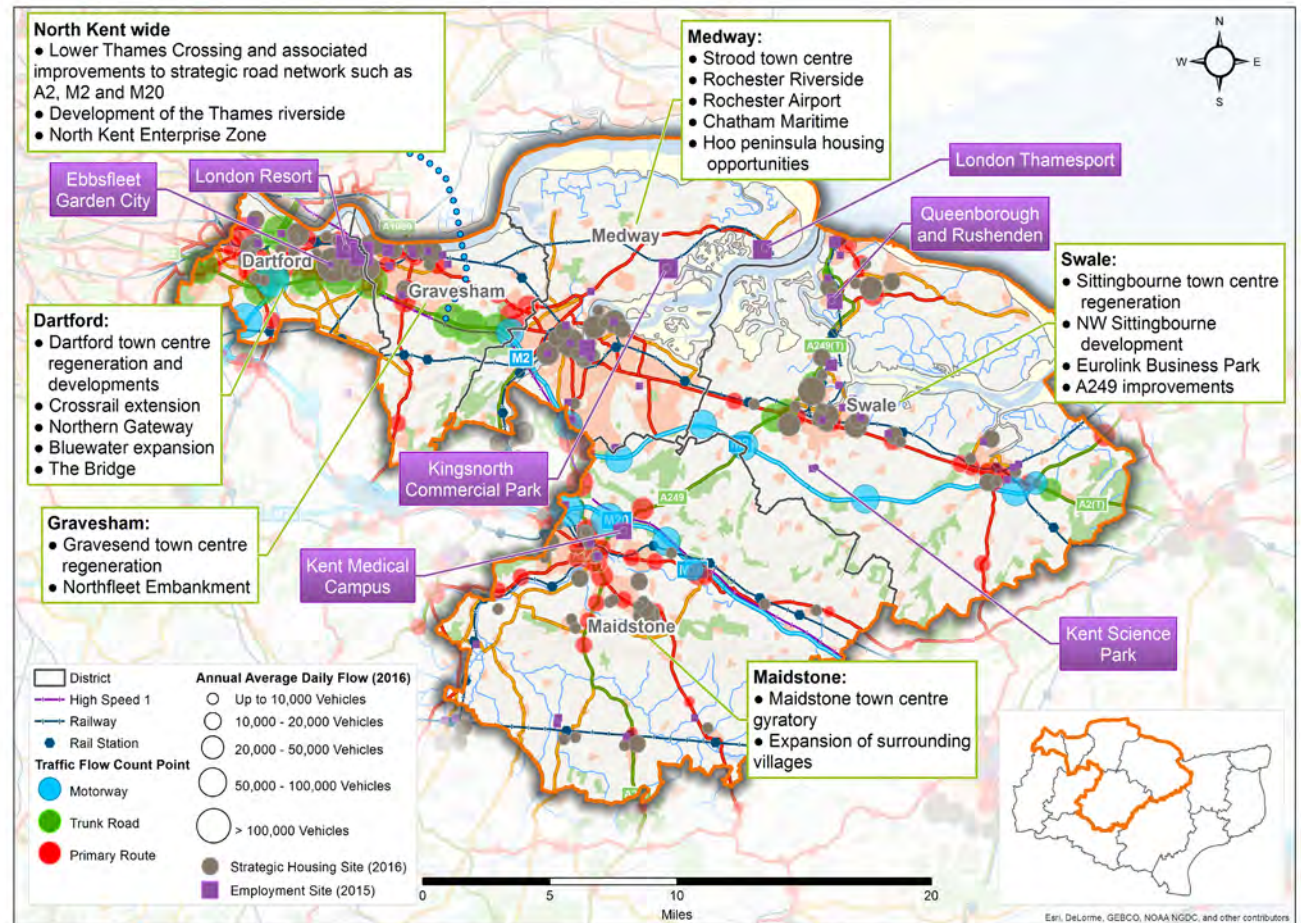 North Kent wide
● Lower Thames Crossing and associated
improvements to strategic road network such as
A2, M2 and M20
● Development of the Thames riverside
● North Kent Enterprise Zone
Medway:
● Strood town centre
● Rochester Riverside
● Rochester Airport
● Chatham Maritime
● Hoo peninsula housing
opportunities
N
W
E
S
London Resort
Ebbsfleet
Garden City
London Thamesport
Queenborough
and Rushenden
A1089
Medway
Dartford
Gravesham
Swale:
● Sittingbourne town centre
regeneration
● NW Sittingbourne
development
● Eurolink Business Park
● A249 improvements
Dartford:
● Dartford town centre
regeneration and
developments
● Crossrail extension
● Northern Gateway
● Bluewater expansion
● The Bridge
M2
A249(T)
Swale
Kingsnorth
Commercial Park
A249
A2(T)
M20
Gravesham:
● Gravesend town centre
regeneration
● Northfleet Embankment
Kent Medical
Campus
Maidstone
Kent Science
Park
Maidstone:
● Maidstone town centre
gyratory
● Expansion of surrounding
villages
District
High Speed 1
Railway
Rail Station
Traffic Flow Count Point
Motorway
Trunk Road
Primary Route
Annual Average Daily Flow (2016)
Up to 10,000 Vehicles
10,000 - 20,000 Vehicles
20,000 - 50,000 Vehicles
50,000 - 100,000 Vehicles
> 100,000 Vehicles
Strategic Housing Site (2016)
Employment Site (2015)
0
5
10
20
Miles
Esri, DeLorme, GEBCO, NOAA NGDC, and other contributors